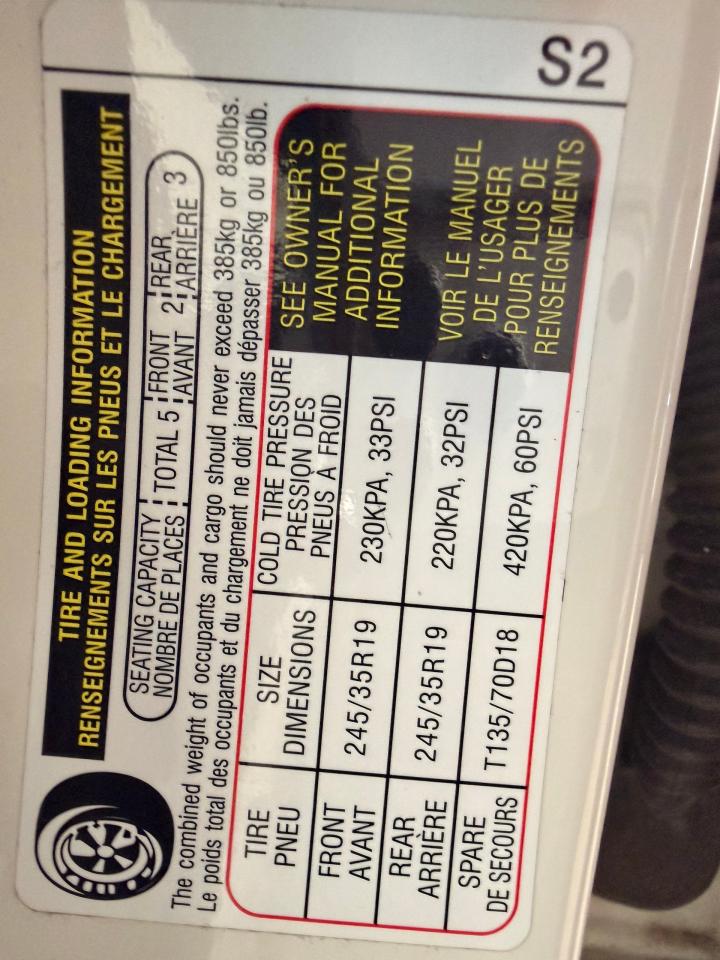 S2
TIRE AND LOADING INFORMATION
RENSEIGNEMENTS SUR LES PNEUS ET LE CHARGEMENT
SEATING CAPACITY TOTAL 5 FRONT 2 REAR 3
NOMBRE DE PLACES AVANT ARRIÈRE
The combined weight of occupants and cargo should never exceed 385kg or 850lbs.
Le poids total des occupants et du chargement ne doit jamais dépasser 385kg ou 850lb.
TIRE SIZE COLD TIRE PRESSURE
PNEU DIMENSIONS PRESSION DES
PNEUS À FROID
FRONT 245/35R19 230KPA, 33PSI
AVANT
REAR 245/35R19 220KPA, 32PSI
ARRIÈRE
SPARE T135/70D18 420KPA, 60PSI
DE SECOURS
SEE OWNER'S
MANUAL FOR
ADDITIONAL
INFORMATION
VOIR LE MANUEL
DE L'USAGER
POUR PLUS DE
RENSEIGNEMENTS